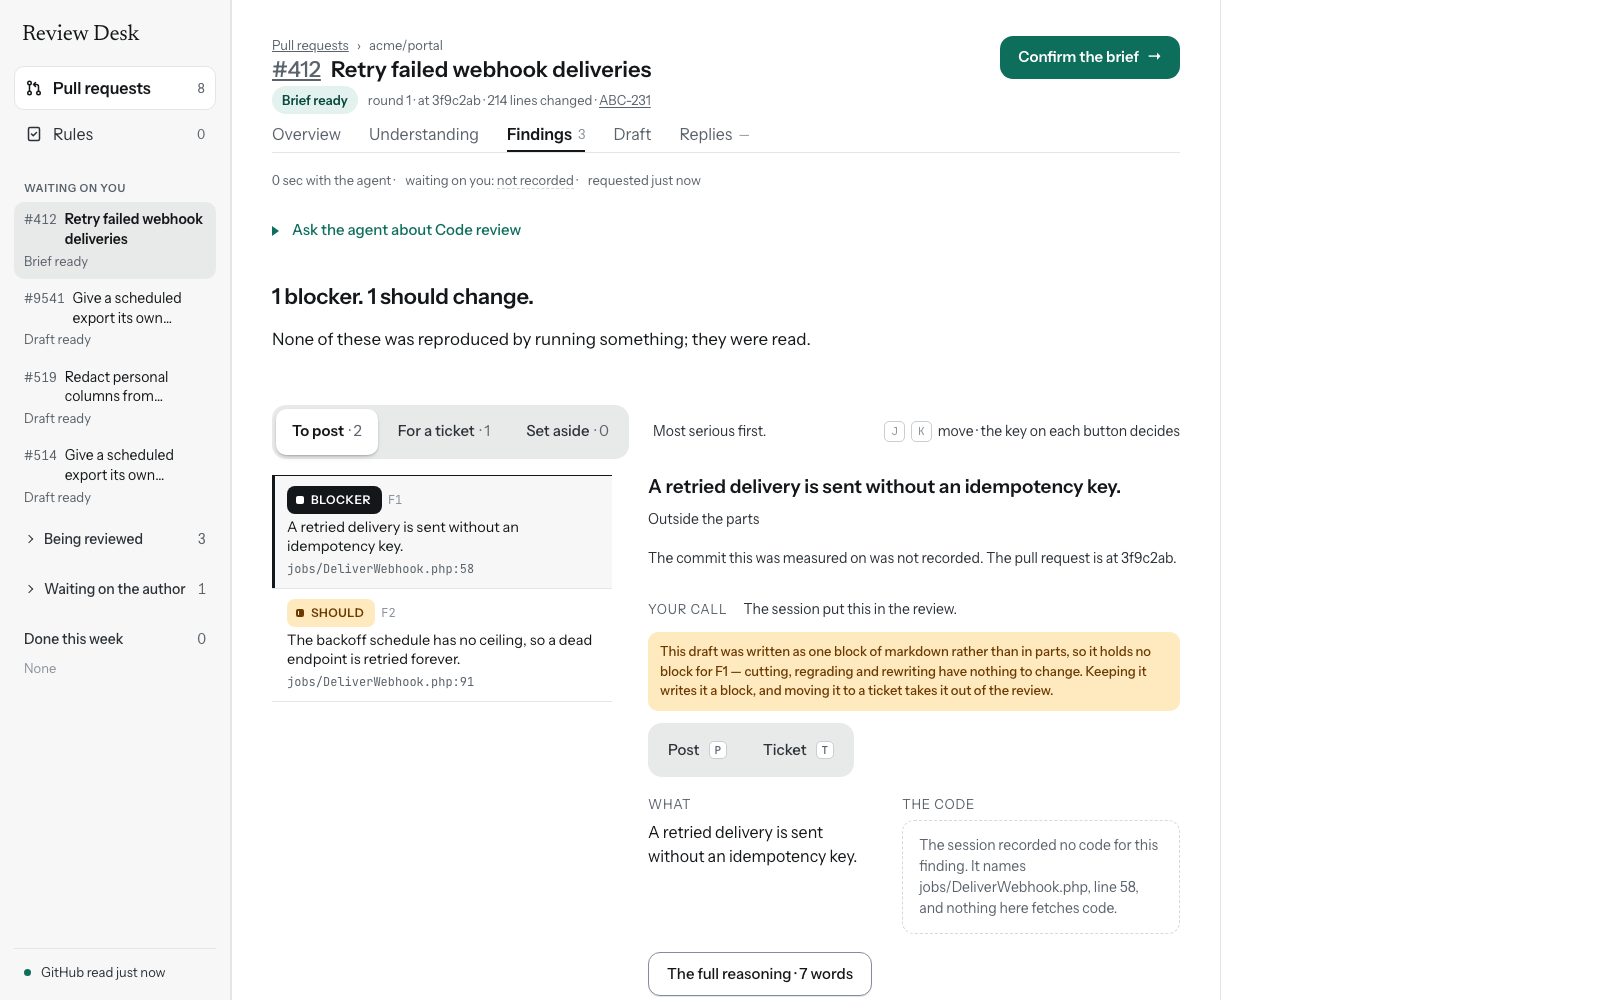 Review Desk
Pull requests 8
Rules 0
WAITING ON YOU
#412 Retry failed webhook
deliveries
Brief ready
#9541 Give a scheduled
export its own…
Draft ready
#519 Redact personal
columns from…
Draft ready
#514 Give a scheduled
export its own…
Draft ready
Being reviewed 3
Waiting on the author 1
Done this week 0
None
GitHub read just now
Pull requests › acme/portal
#412 Retry failed webhook deliveries
Confirm the brief →
Brief ready round 1 · at 3f9c2ab · 214 lines changed · ABC-231
Overview Understanding Findings 3 Draft Replies —
0 sec with the agent · waiting on you: not recorded · requested just now
Ask the agent about Code review
1 blocker. 1 should change.
None of these was reproduced by running something; they were read.
To post · 2 For a ticket · 1 Set aside · 0 Most serious first. J K move · the key on each button decides
BLOCKER F1
A retried delivery is sent without an
idempotency key.
jobs/DeliverWebhook.php:58
SHOULD F2
The backoff schedule has no ceiling, so a dead
endpoint is retried forever.
jobs/DeliverWebhook.php:91
A retried delivery is sent without an idempotency key.
Outside the parts
The commit this was measured on was not recorded. The pull request is at 3f9c2ab.
YOUR CALL The session put this in the review.
This draft was written as one block of markdown rather than in parts, so it holds no
block for F1 — cutting, regrading and rewriting have nothing to change. Keeping it
writes it a block, and moving it to a ticket takes it out of the review.
Post P Ticket T
WHAT
A retried delivery is sent
without an idempotency key.
THE CODE
The session recorded no code for this
finding. It names
jobs/DeliverWebhook.php, line 58,
and nothing here fetches code.
The full reasoning · 7 words